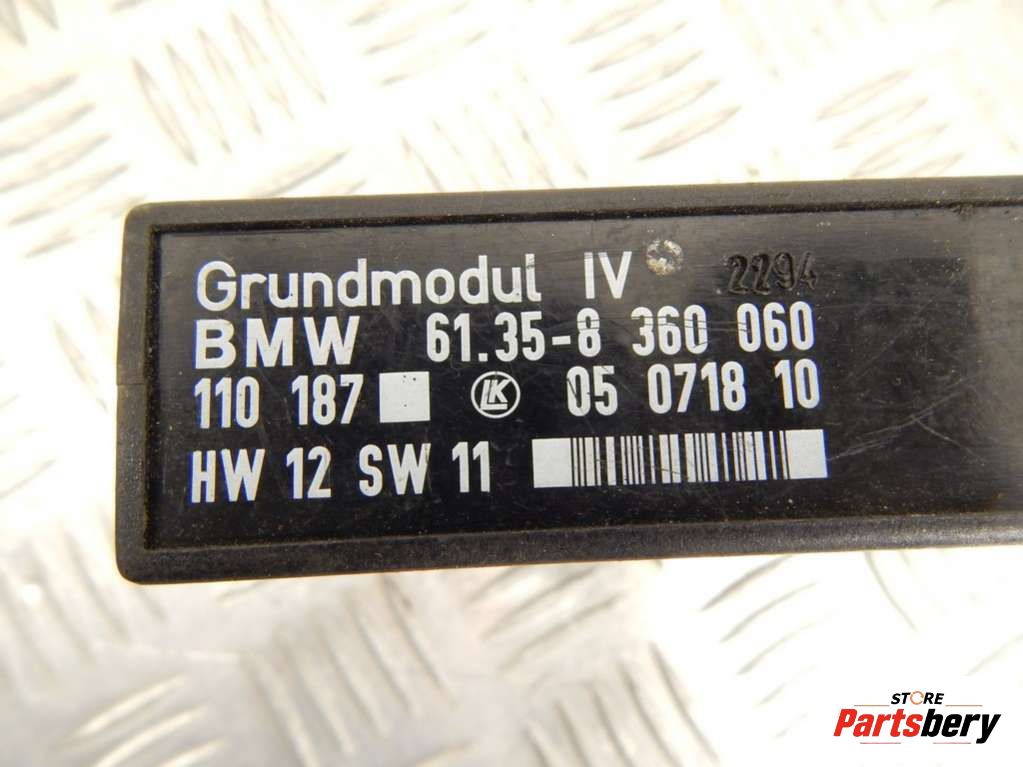 Grundmodul IV 2294
BMW 61.35-8 360 060
110 187 LK 05 0718 10
HW 12 SW 11
STORE
Partsbery